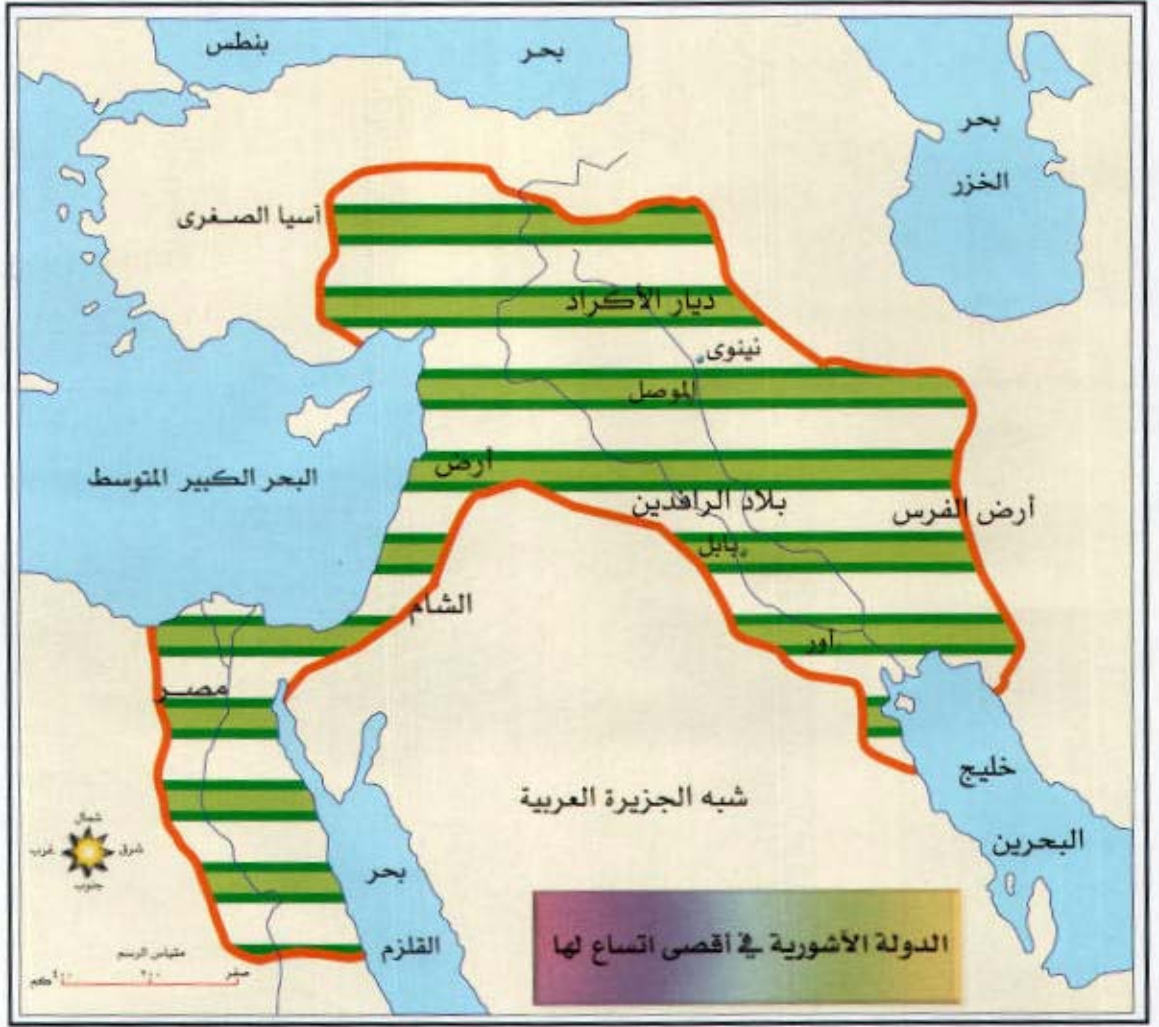 بحر
بنطس
بحر
الخزر
آسيا الصغرى
ديار الأكراد
نينوى
الموصل
أرض
البحر الكبير المتوسط
بلاد الرافدين
أرض الفرس
بابل
الشام
أور
مصر
خليج
البحرين
شبه الجزيرة العربية
شمال
شرق
غرب
جنوب
بحر
القلزم
الدولة الآشورية في أقصى اتساع لها
مقياس الرسم
صفر
٢٠٠
٤٠٠كم